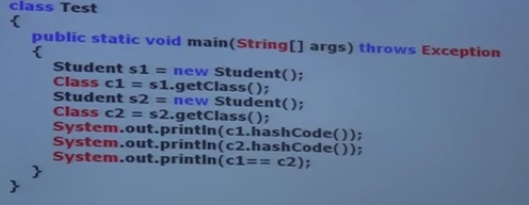 class Test
{
public static void main(String[] args) throws Exception
{
Student s1 = new Student();
Class c1 = s1.getClass();
Student s2 = new Student();
Class c2 = s2.getClass();
System.out.println(c1.hashCode());
System.out.println(c2.hashCode());
System.out.println(c1== c2);
}
}